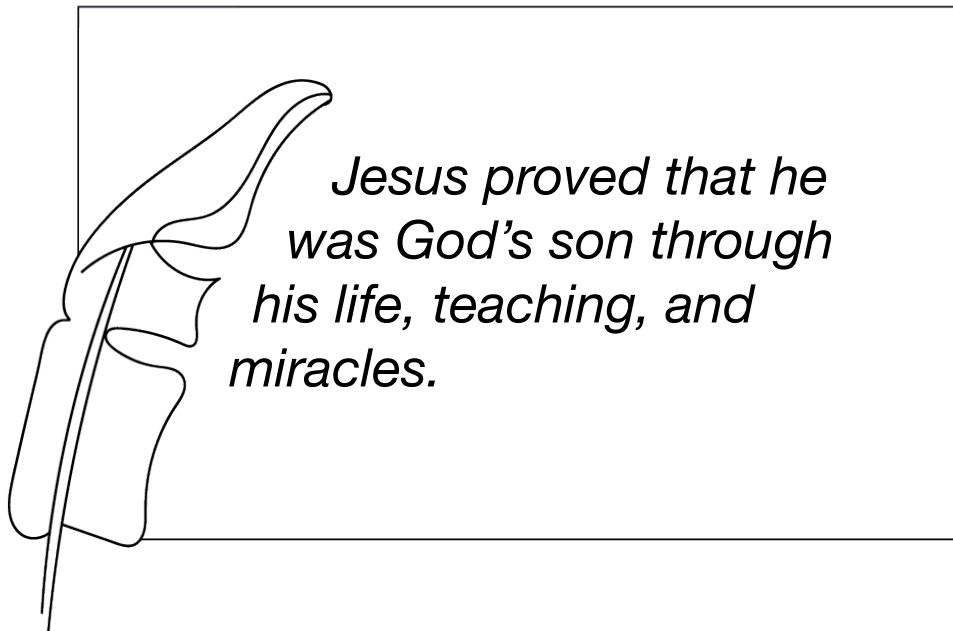 Jesus proved that he
was God’s son through
his life, teaching, and
miracles.